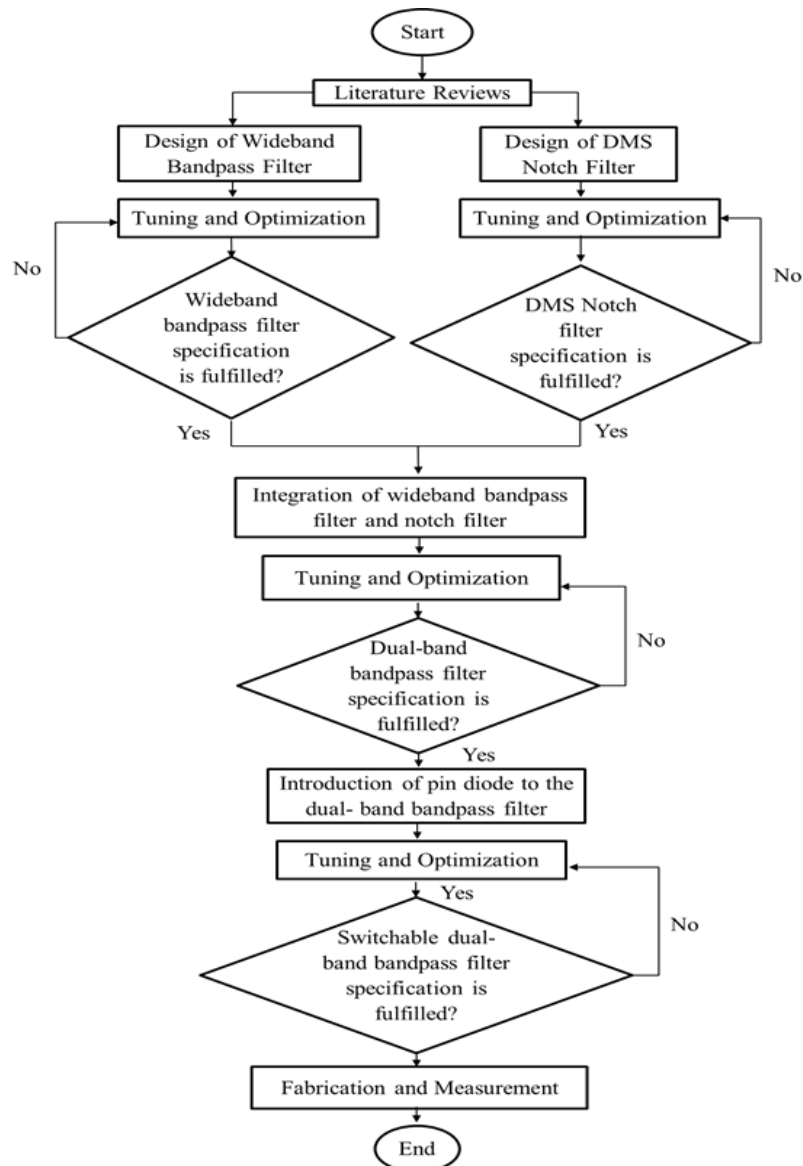 Start
Literature Reviews
Design of Wideband
Bandpass Filter
Design of DMS
Notch Filter
Tuning and Optimization
Tuning and Optimization
No
No
Wideband
bandpass filter
specification
is fulfilled?
DMS Notch
filter
specification is
fulfilled?
Yes
Yes
Integration of wideband bandpass
filter and notch filter
Tuning and Optimization
No
Dual-band
bandpass filter
specification is
fulfilled?
Yes
Introduction of pin diode to the
dual- band bandpass filter
Tuning and Optimization
Yes
No
Switchable dual-
band bandpass filter
specification is
fulfilled?
Fabrication and Measurement
End